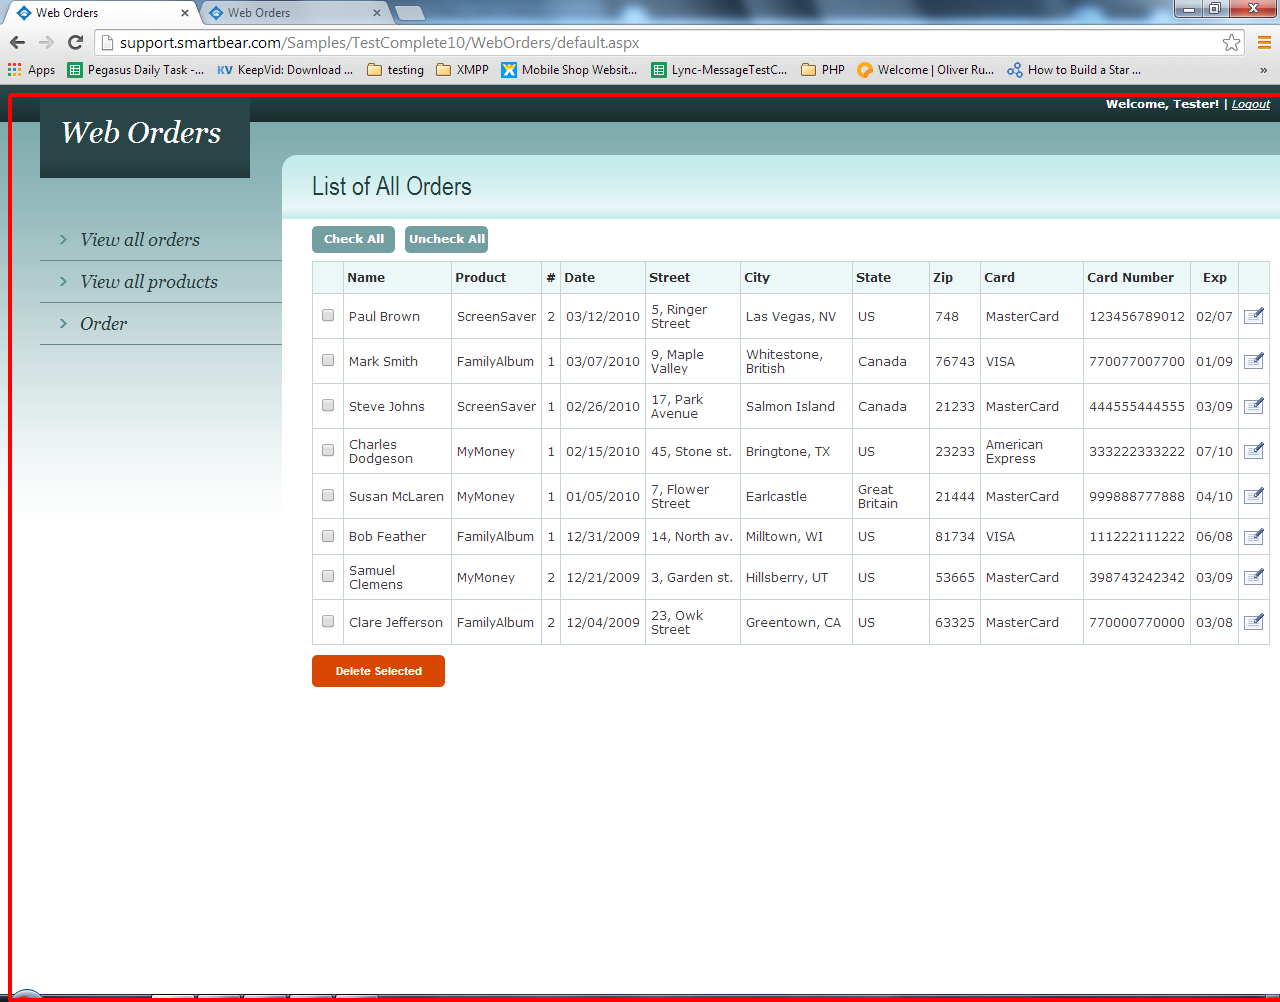 Web Orders
Web Orders
support.smartbear.com/Samples/TestComplete10/WebOrders/default.aspx
Apps Pegasus Daily Task -... KV KeepVid: Download ... testing XMPP Mobile Shop Websit... Lync-MessageTestC... PHP Welcome | Oliver Ru... How to Build a Star ... »
Welcome, Tester! | Logout
Web Orders
List of All Orders
View all orders
View all products
Order
Check All Uncheck All
Name Product # Date Street City State Zip Card Card Number Exp
Paul Brown ScreenSaver 2 03/12/2010 5, Ringer Street Las Vegas, NV US 748 MasterCard 123456789012 02/07
Mark Smith FamilyAlbum 1 03/07/2010 9, Maple Valley Whitestone, British Canada 76743 VISA 770077007700 01/09
Steve Johns ScreenSaver 1 02/26/2010 17, Park Avenue Salmon Island Canada 21233 MasterCard 444555444555 03/09
Charles Dodgeson MyMoney 1 02/15/2010 45, Stone st. Bringtone, TX US 23233 American Express 333222333222 07/10
Susan McLaren MyMoney 1 01/05/2010 7, Flower Street Earlcastle Great Britain 21444 MasterCard 999888777888 04/10
Bob Feather FamilyAlbum 1 12/31/2009 14, North av. Milltown, WI US 81734 VISA 111222111222 06/08
Samuel Clemens MyMoney 2 12/21/2009 3, Garden st. Hillsberry, UT US 53665 MasterCard 398743242342 03/09
Clare Jefferson FamilyAlbum 2 12/04/2009 23, Owk Street Greentown, CA US 63325 MasterCard 770000770000 03/08
Delete Selected